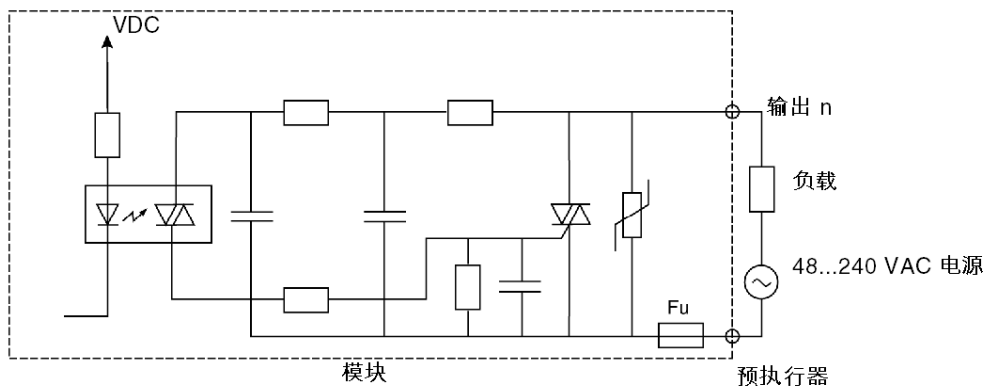 VDC
输出 n
负载
48...240 VAC 电源
Fu
模块
预执行器